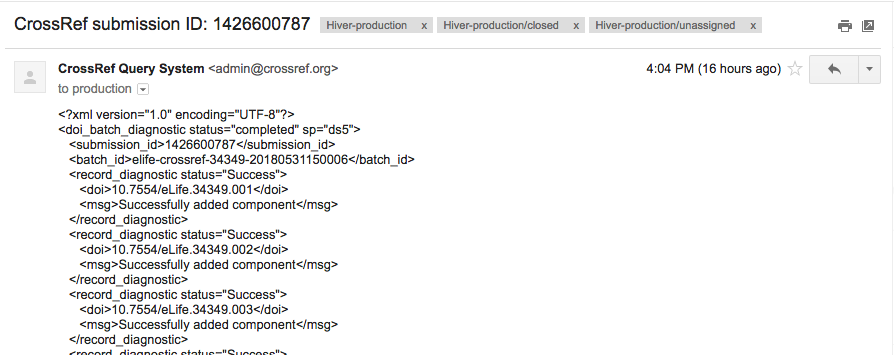 CrossRef submission ID: 1426600787 Hiver-production x Hiver-production/closed x Hiver-production/unassigned x
CrossRef Query System <admin@crossref.org> 4:04 PM (16 hours ago)
to production
<?xml version="1.0" encoding="UTF-8"?>
<doi_batch_diagnostic status="completed" sp="ds5">
<submission_id>1426600787</submission_id>
<batch_id>elife-crossref-34349-20180531150006</batch_id>
<record_diagnostic status="Success">
<doi>10.7554/eLife.34349.001</doi>
<msg>Successfully added component</msg>
</record_diagnostic>
<record_diagnostic status="Success">
<doi>10.7554/eLife.34349.002</doi>
<msg>Successfully added component</msg>
</record_diagnostic>
<record_diagnostic status="Success">
<doi>10.7554/eLife.34349.003</doi>
<msg>Successfully added component</msg>
</record_diagnostic>
<record_diagnostic status="Success">